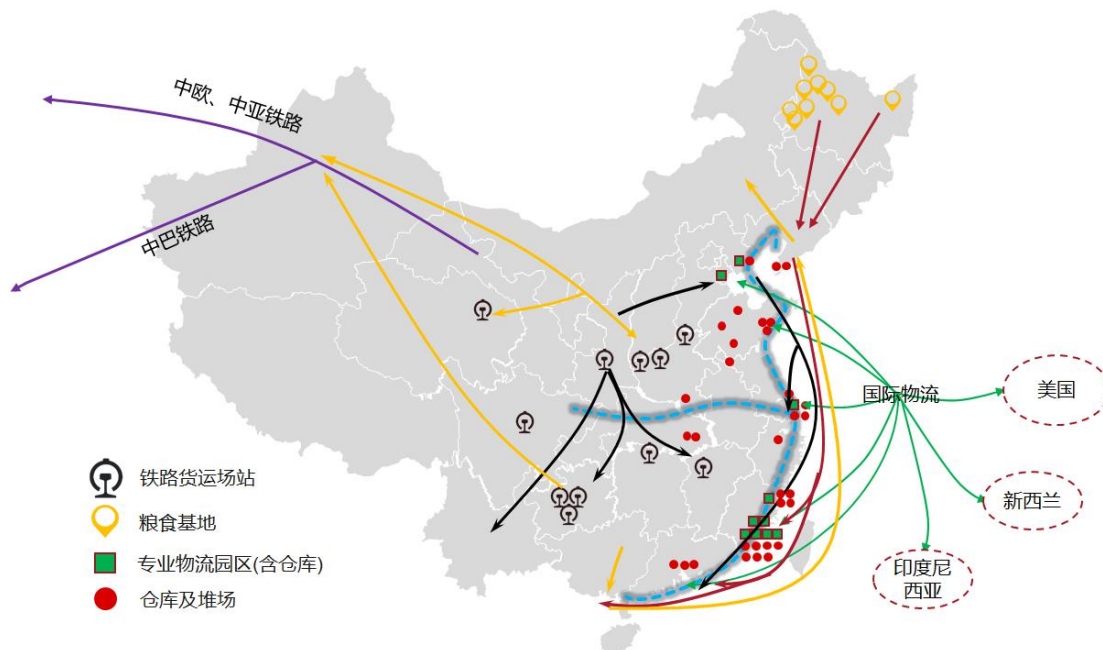 中欧、中亚铁路
中巴铁路
国际物流
美国
新西兰
印度尼
西亚
铁路货运场站
粮食基地
专业物流园区(含仓库)
仓库及堆场